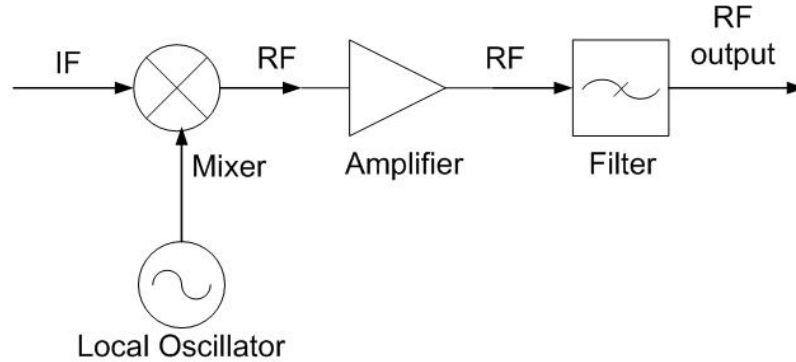 IF
RF
RF
RF
output
Mixer
Amplifier
Filter
Local Oscillator